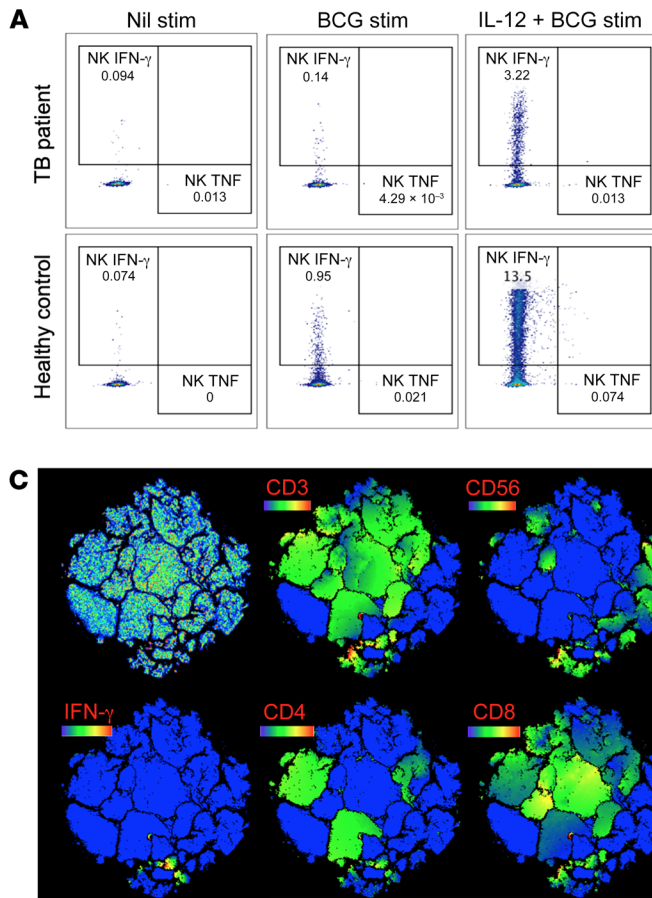 A
Nil stim
BCG stim
IL-12 + BCG stim
TB patient
NK IFN-γ
0.094
NK TNF
0.013
NK IFN-γ
0.14
NK TNF
4.29 × 10⁻³
NK IFN-γ
3.22
NK TNF
0.013
Healthy control
NK IFN-γ
0.074
NK TNF
0
NK IFN-γ
0.95
NK TNF
0.021
NK IFN-γ
13.5
NK TNF
0.074
C
CD3
CD56
IFN-γ
CD4
CD8